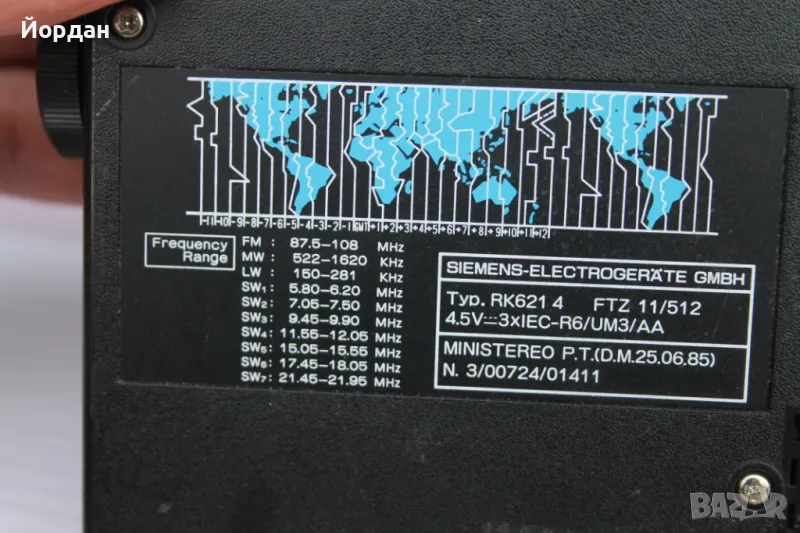 Йордан
-11-10-9-8-7-6-5-4-3-2-1GMT+1+2+3+4+5+6+7+8+9+10+11+12
Frequency
Range
FM : 87.5–108 MHz
MW : 522–1620 KHz
LW : 150–281 KHz
SW1 : 5.80–6.20 MHz
SW2 : 7.05–7.50 MHz
SW3 : 9.45–9.90 MHz
SW4 : 11.55–12.05 MHz
SW5 : 15.05–15.55 MHz
SW6 : 17.45–18.05 MHz
SW7 : 21.45–21.95 MHz
SIEMENS-ELECTROGERÄTE GMBH
Typ. RK621 4 FTZ 11/512
4.5V⎓3xIEC-R6/UM3/AA
MINISTEREO P.T.(D.M.25.06.85)
N. 3/00724/01411
BAZAR